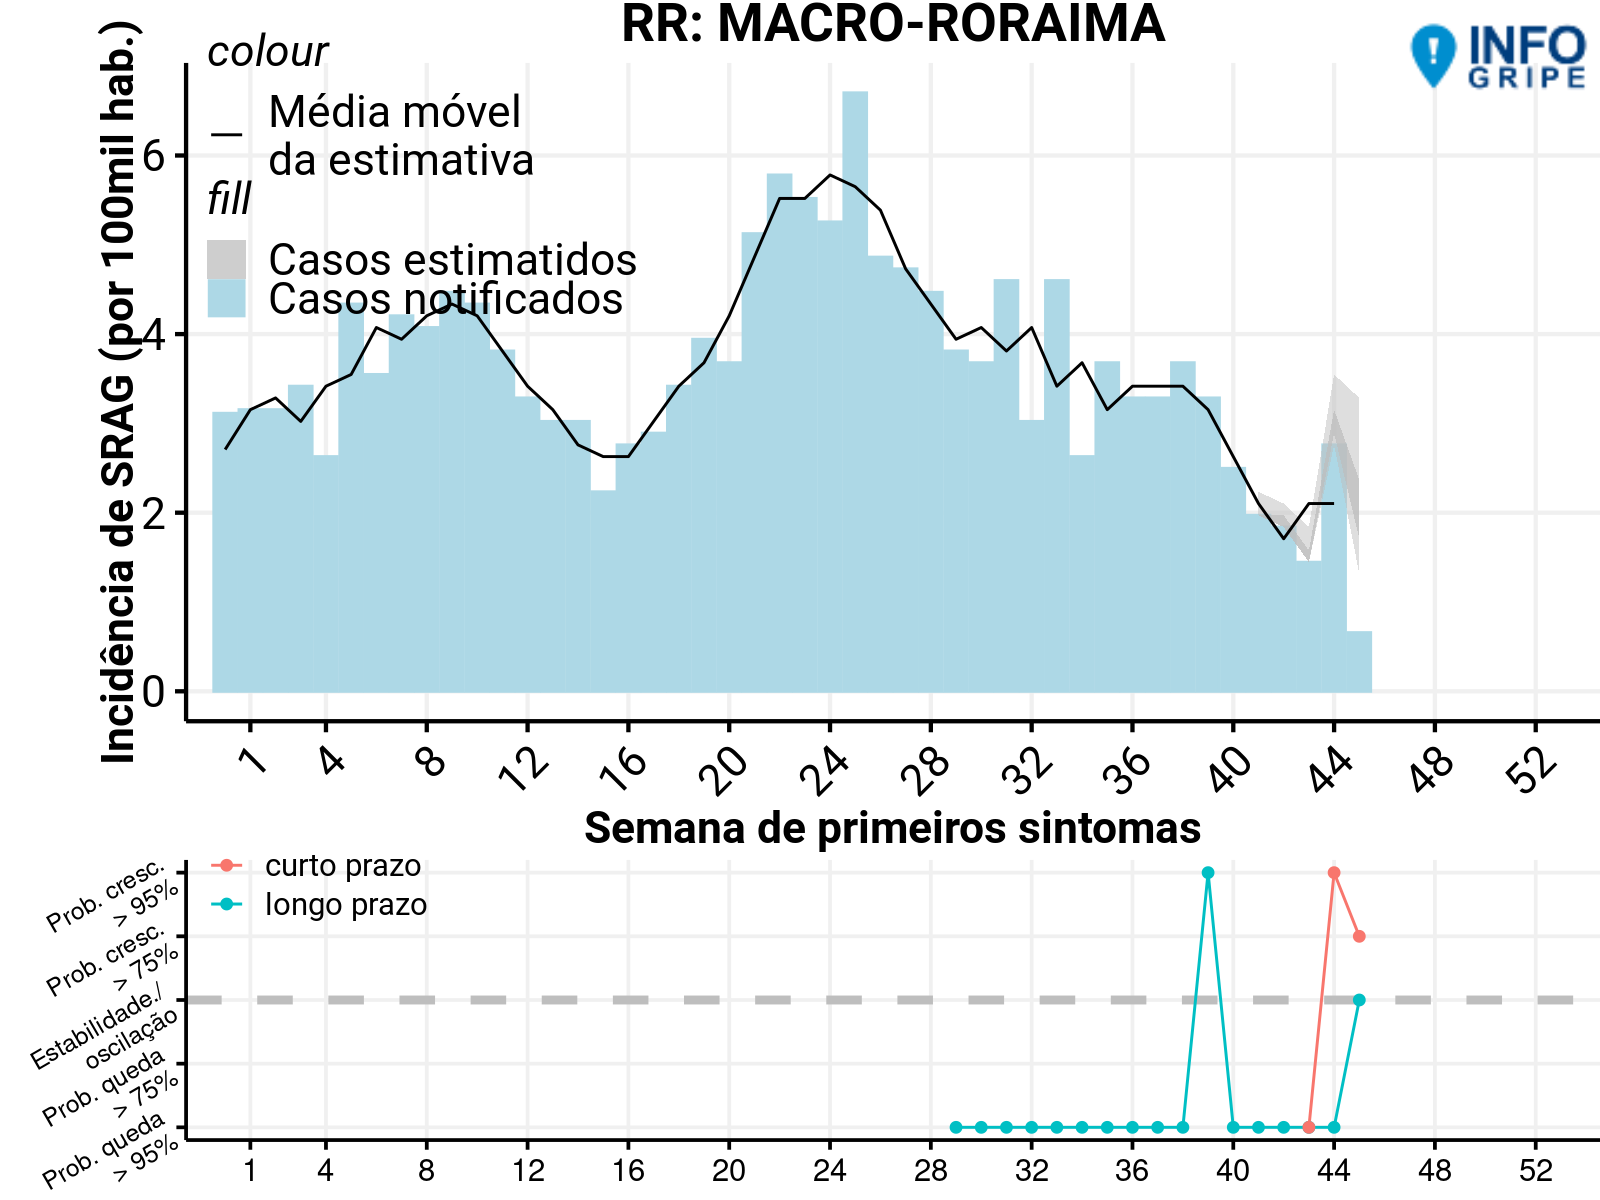 RR: MACRO-RORAIMA
INFO
GRIPE
Incidência de SRAG (por 100mil hab.)
colour
Média móvel
da estimativa
fill
Casos estimatidos
Casos notificados
6
4
2
0
1 4 8 12 16 20 24 28 32 36 40 44 48 52
Semana de primeiros sintomas
curto prazo
longo prazo
Prob. cresc.
> 95%
Prob. cresc.
> 75%
Estabilidade./
oscilação
Prob. queda
> 75%
Prob. queda
> 95%
1 4 8 12 16 20 24 28 32 36 40 44 48 52